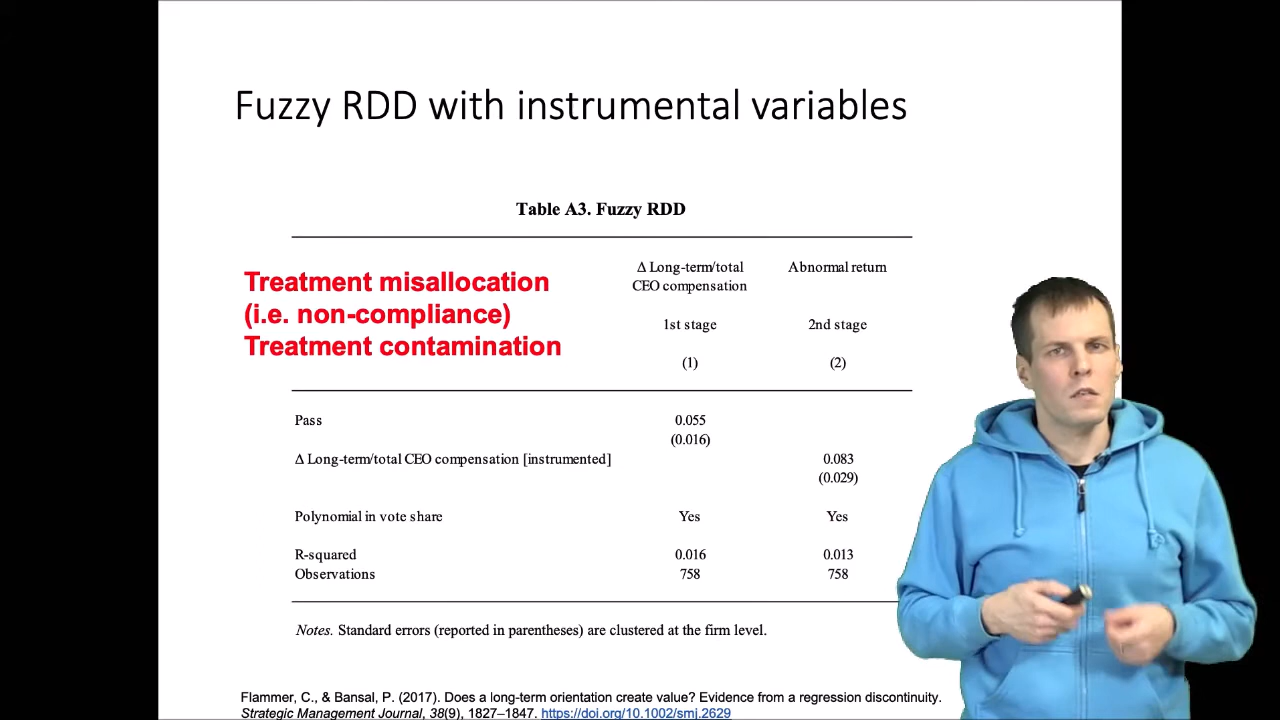 Fuzzy RDD with instrumental variables
Table A3. Fuzzy RDD
Treatment misallocation
(i.e. non-compliance)
Treatment contamination
Δ Long-term/total Abnormal return
CEO compensation
1st stage 2nd stage
(1) (2)
Pass 0.055
(0.016)
Δ Long-term/total CEO compensation [instrumented] 0.083
(0.029)
Polynomial in vote share Yes Yes
R-squared 0.016 0.013
Observations 758 758
Notes. Standard errors (reported in parentheses) are clustered at the firm level.
Flammer, C., & Bansal, P. (2017). Does a long-term orientation create value? Evidence from a regression discontinuity.
Strategic Management Journal, 38(9), 1827–1847. https://doi.org/10.1002/smj.2629